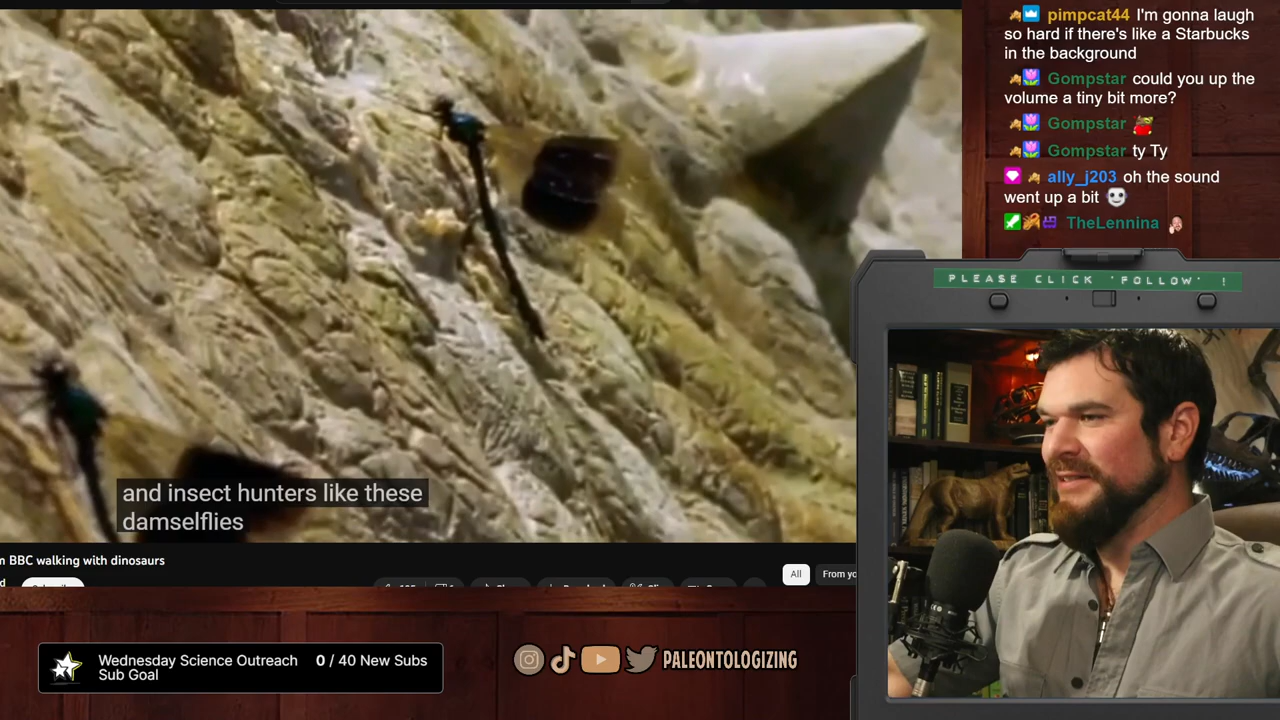 pimpcat44 I'm gonna laugh
so hard if there's like a Starbucks
in the background
Gompstar could you up the
volume a tiny bit more?
Gompstar
Gompstar ty Ty
ally_j203 oh the sound
went up a bit
TheLennina
PLEASE CLICK 'FOLLOW' !
and insect hunters like these
damselflies
BBC walking with dinosaurs
All
From yo
Wednesday Science Outreach 0 / 40 New Subs
Sub Goal
PALEONTOLOGIZING